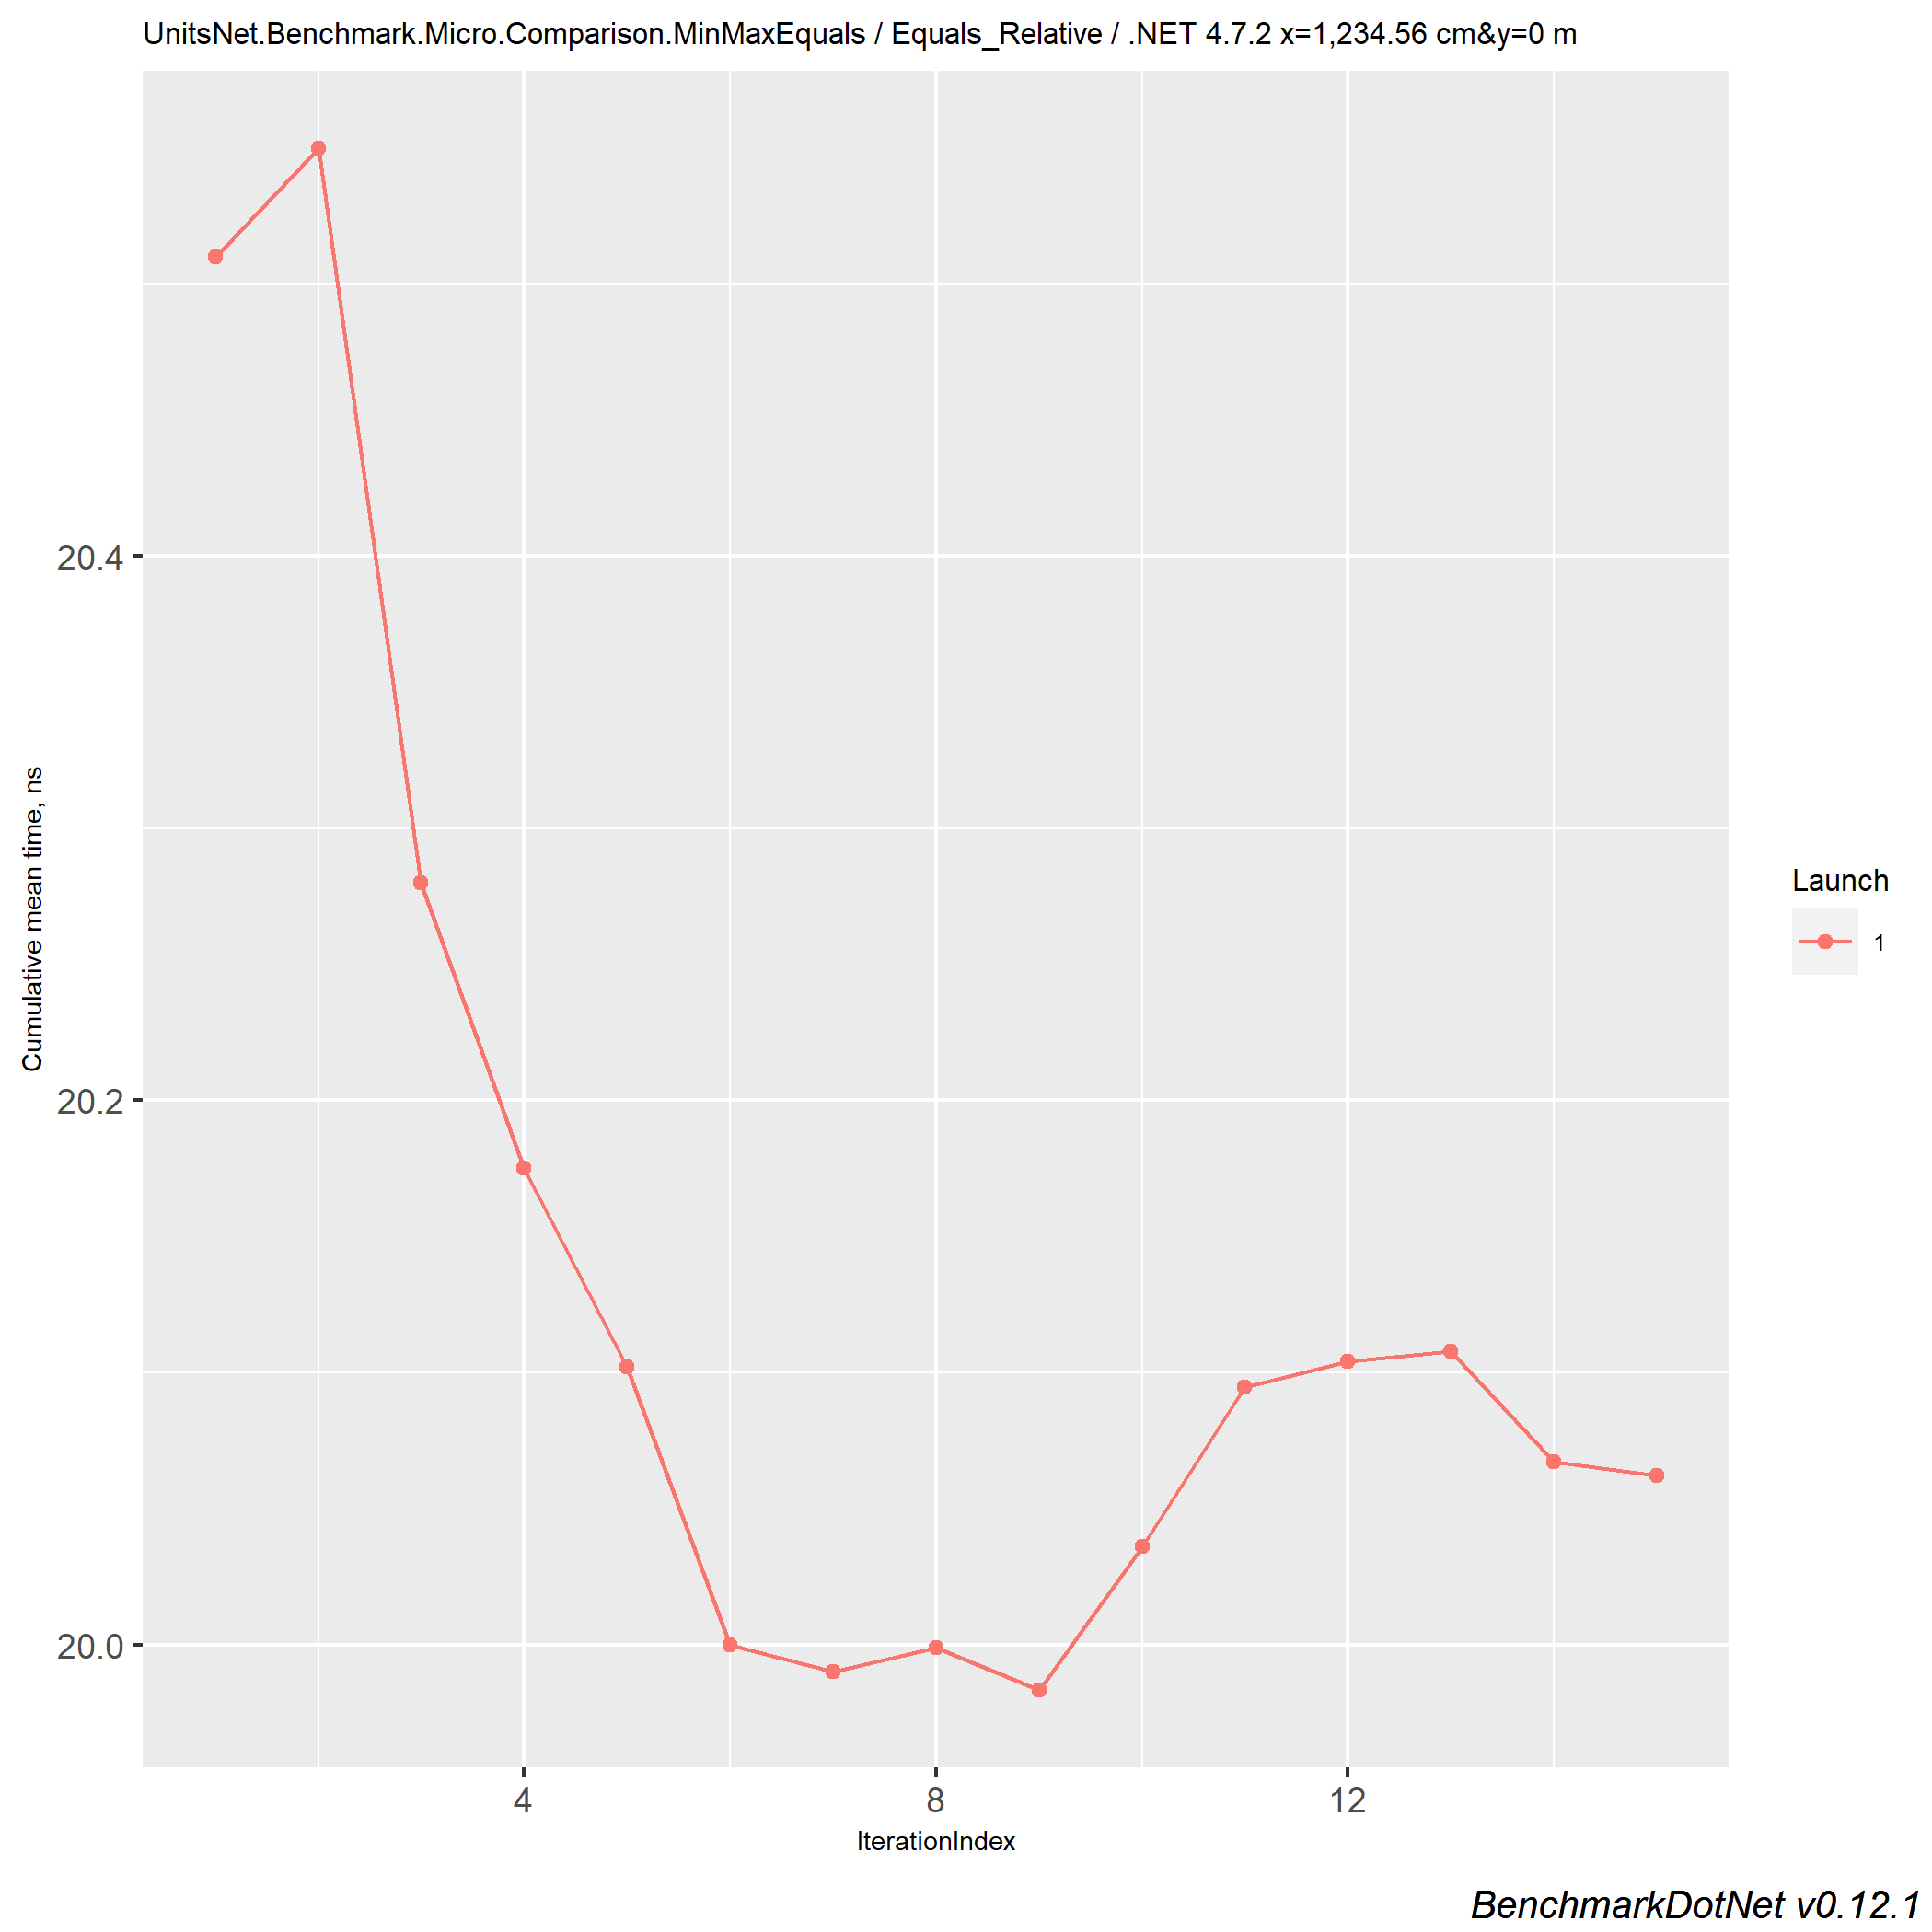 UnitsNet.Benchmark.Micro.Comparison.MinMaxEquals / Equals_Relative / .NET 4.7.2 x=1,234.56 cm&y=0 m
Cumulative mean time, ns
20.4
20.2
20.0
4
8
12
IterationIndex
Launch
1
BenchmarkDotNet v0.12.1